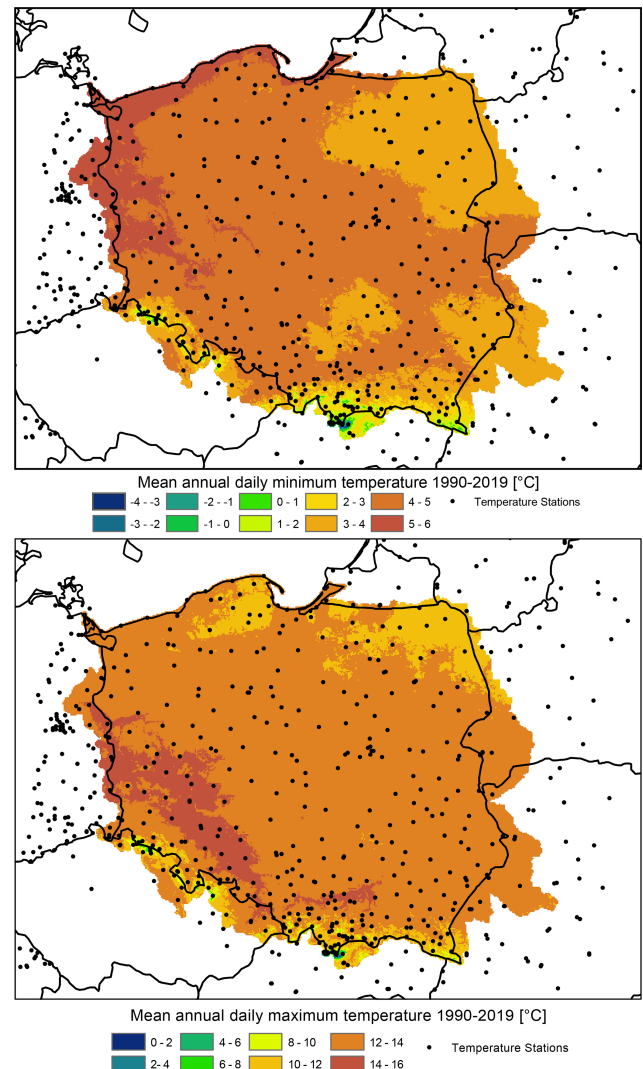 Mean annual daily minimum temperature 1990-2019 [°C]
-4 - -3 -2 - -1 0 - 1 2 - 3 4 - 5 Temperature Stations
-3 - -2 -1 - 0 1 - 2 3 - 4 5 - 6
Mean annual daily maximum temperature 1990-2019 [°C]
0 - 2 4 - 6 8 - 10 12 - 14 Temperature Stations
2 - 4 6 - 8 10 - 12 14 - 16